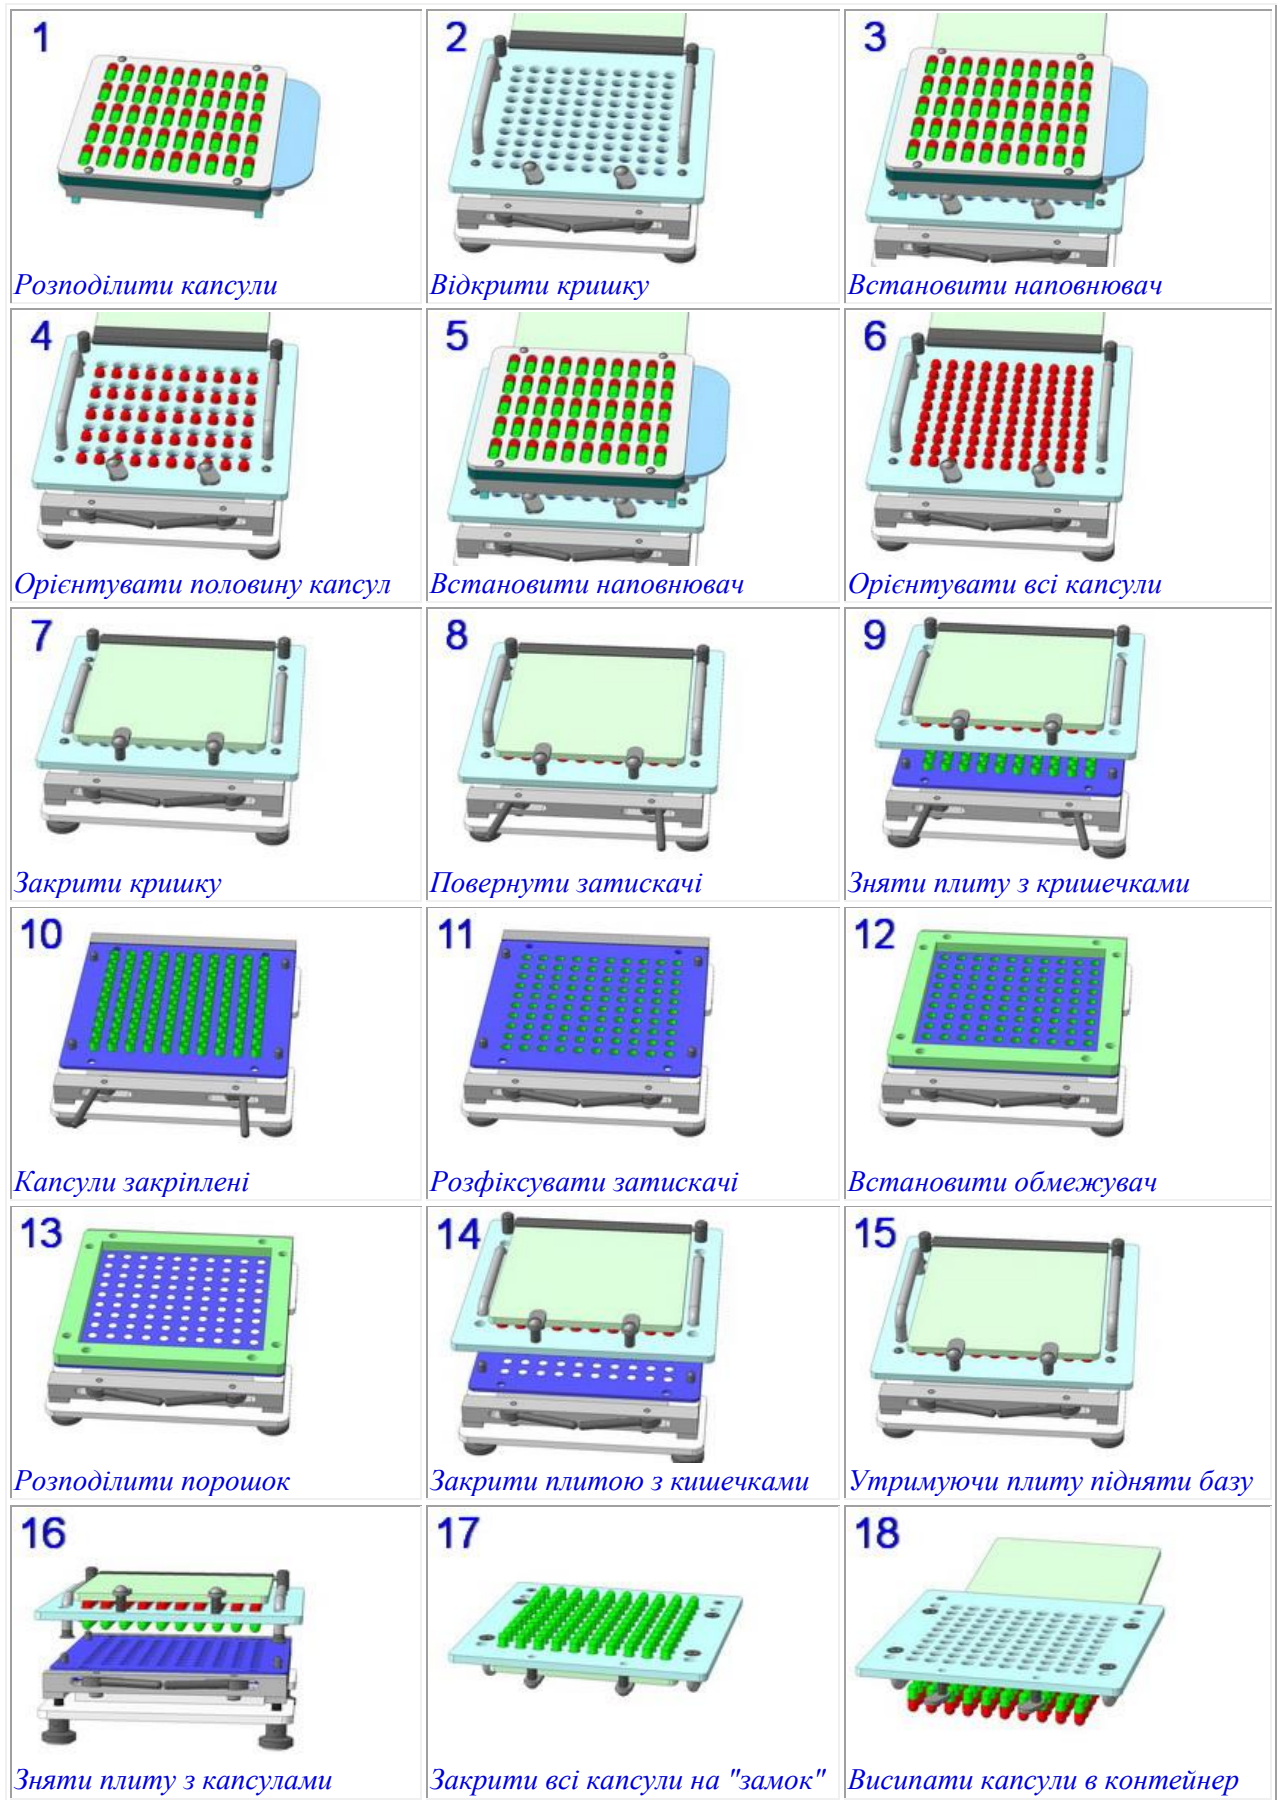 1
Розподілити капсули
2
Відкрити кришку
3
Встановити наповнювач
4
Орієнтувати половину капсул
5
Встановити наповнювач
6
Орієнтувати всі капсули
7
Закрити кришку
8
Повернути затискачі
9
Зняти плиту з кришечками
10
Капсули закріплені
11
Розфіксувати затискачі
12
Встановити обмежувач
13
Розподілити порошок
14
Закрити плитою з кишечками
15
Утримуючи плиту підняти базу
16
Зняти плиту з капсулами
17
Закрити всі капсули на "замок"
18
Висипати капсули в контейнер